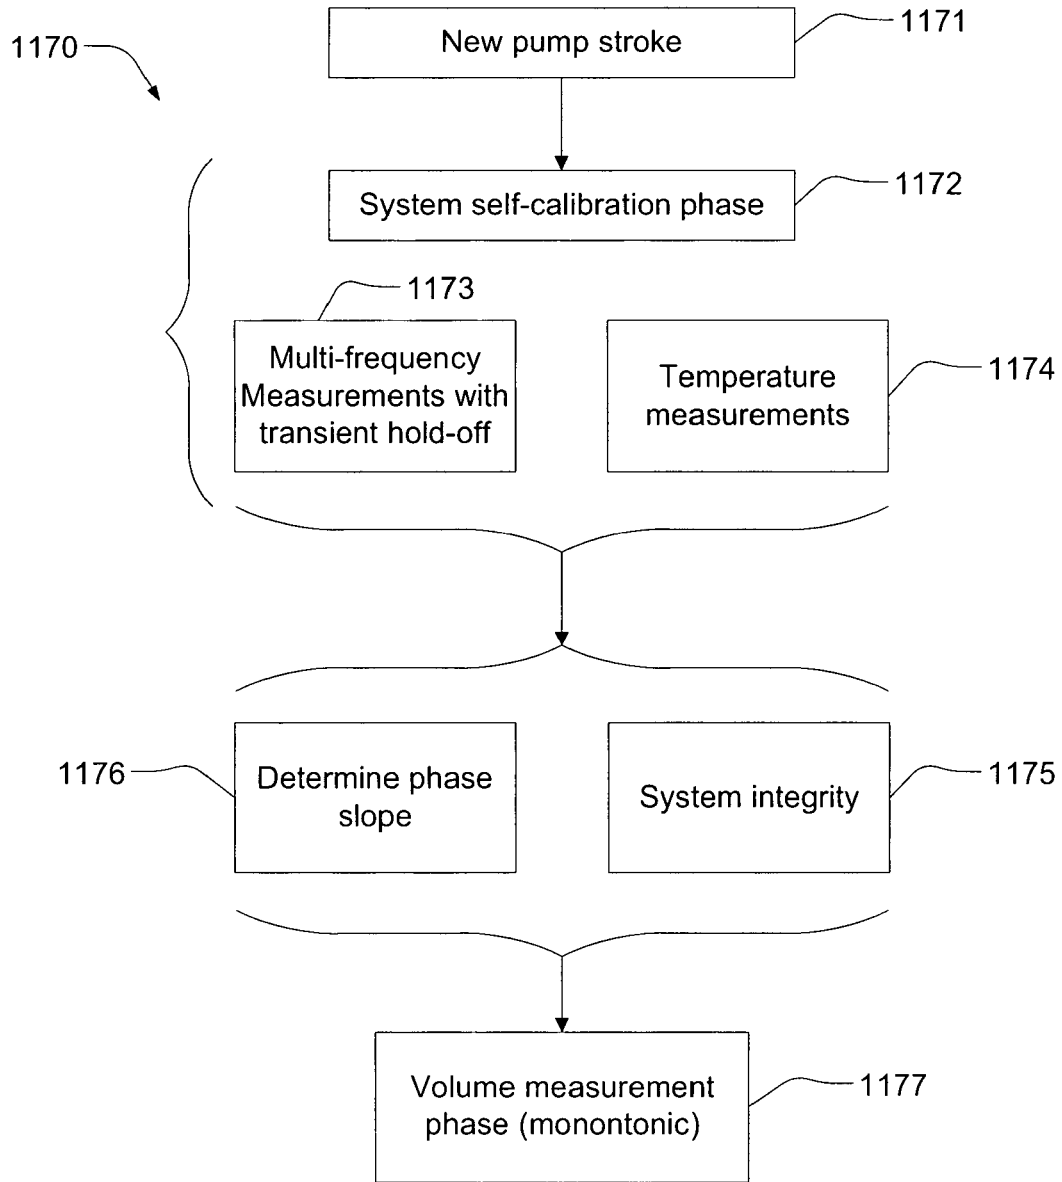 1170
New pump stroke
1171
System self-calibration phase
1172
1173
Multi-frequency
Measurements with
transient hold-off
Temperature
measurements
1174
1176
Determine phase
slope
System integrity
1175
Volume measurement
phase (monontonic)
1177